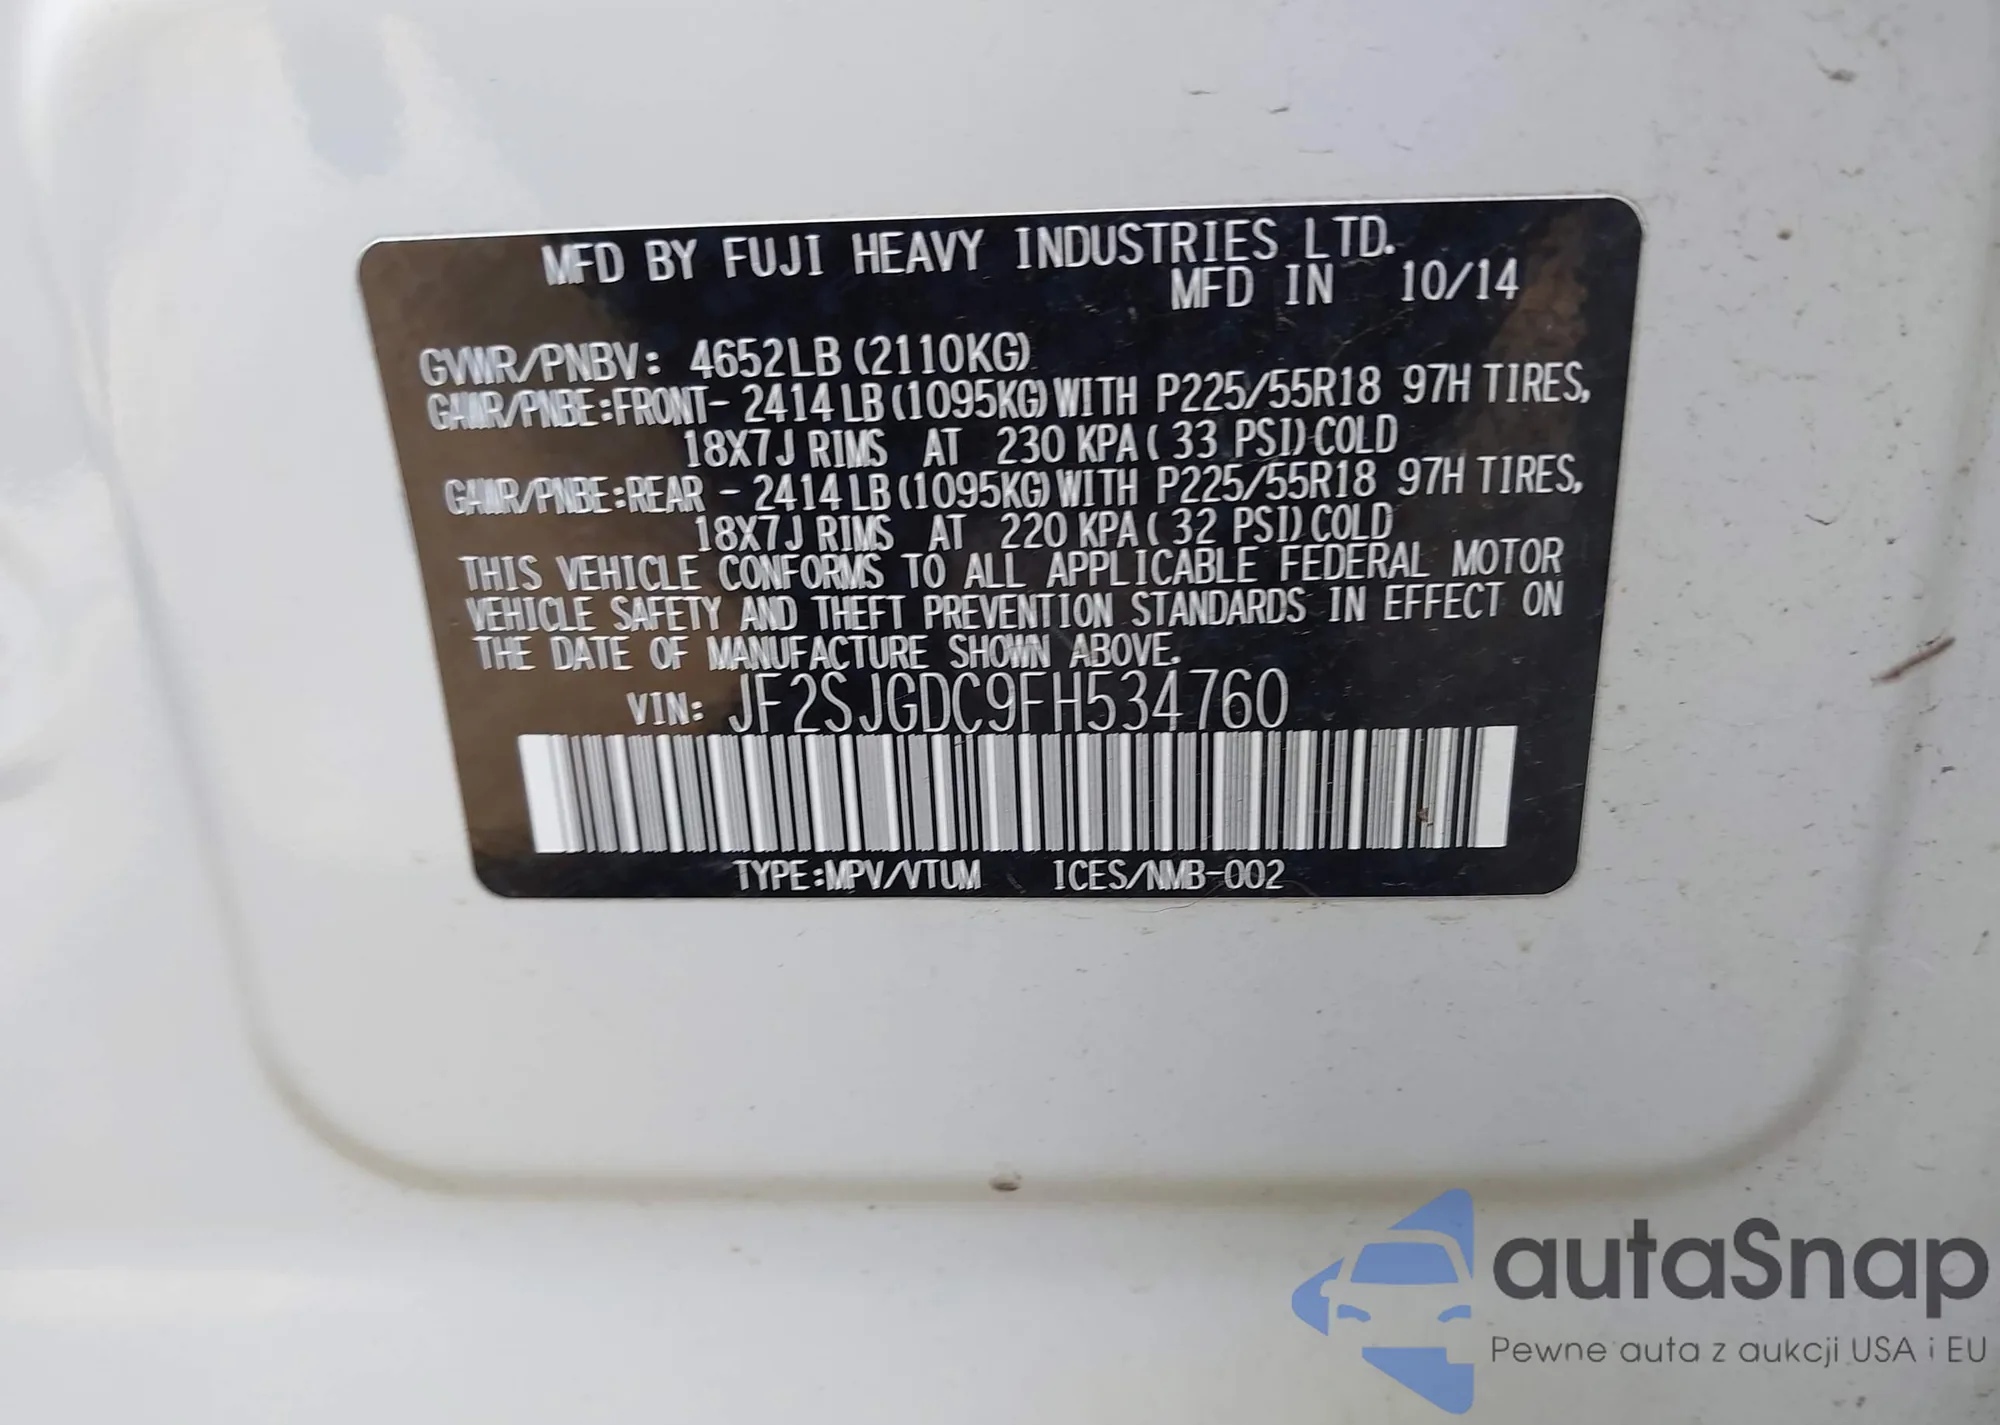 MFD BY FUJI HEAVY INDUSTRIES LTD.
MFD IN 10/14
GVWR/PNBV: 4652LB (2110KG)
GAWR/PNBE:FRONT- 2414LB(1095KG)WITH P225/55R18 97H TIRES,
18X7J RIMS AT 230 KPA( 33 PSI)COLD
GAWR/PNBE:REAR - 2414LB(1095KG)WITH P225/55R18 97H TIRES,
18X7J RIMS AT 220 KPA( 32 PSI)COLD
THIS VEHICLE CONFORMS TO ALL APPLICABLE FEDERAL MOTOR
VEHICLE SAFETY AND THEFT PREVENTION STANDARDS IN EFFECT ON
THE DATE OF MANUFACTURE SHOWN ABOVE.
VIN: JF2SJGDC9FH534760
TYPE:MPV/VTUM ICES/NMB-002
autaSnap
Pewne auta z aukcji USA i EU